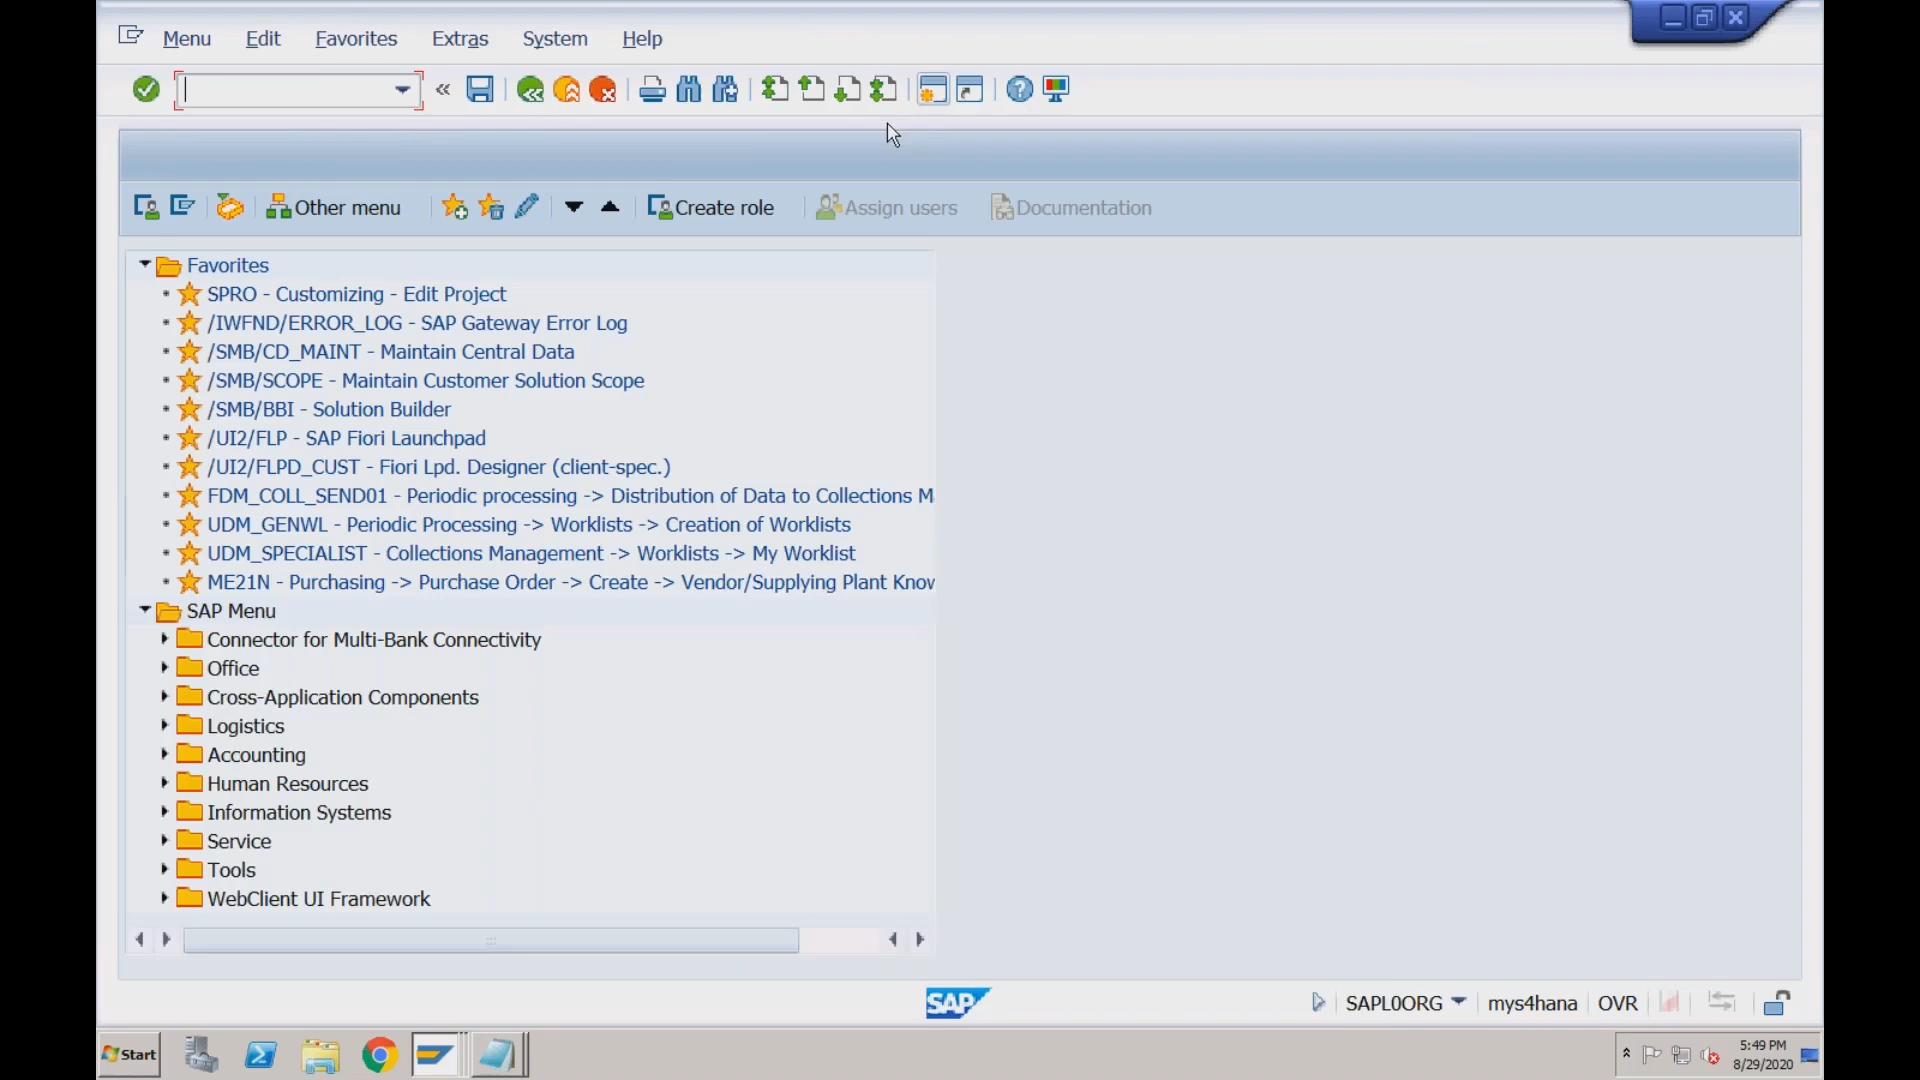 Menu Edit Favorites Extras System Help
Other menu Create role Assign users Documentation
Favorites
SPRO - Customizing - Edit Project
/IWFND/ERROR_LOG - SAP Gateway Error Log
/SMB/CD_MAINT - Maintain Central Data
/SMB/SCOPE - Maintain Customer Solution Scope
/SMB/BBI - Solution Builder
/UI2/FLP - SAP Fiori Launchpad
/UI2/FLPD_CUST - Fiori Lpd. Designer (client-spec.)
FDM_COLL_SEND01 - Periodic processing -> Distribution of Data to Collections M
UDM_GENWL - Periodic Processing -> Worklists -> Creation of Worklists
UDM_SPECIALIST - Collections Management -> Worklists -> My Worklist
ME21N - Purchasing -> Purchase Order -> Create -> Vendor/Supplying Plant Know
SAP Menu
Connector for Multi-Bank Connectivity
Office
Cross-Application Components
Logistics
Accounting
Human Resources
Information Systems
Service
Tools
WebClient UI Framework
SAP SAPL0ORG mys4hana OVR
Start 5:49 PM
8/29/2020